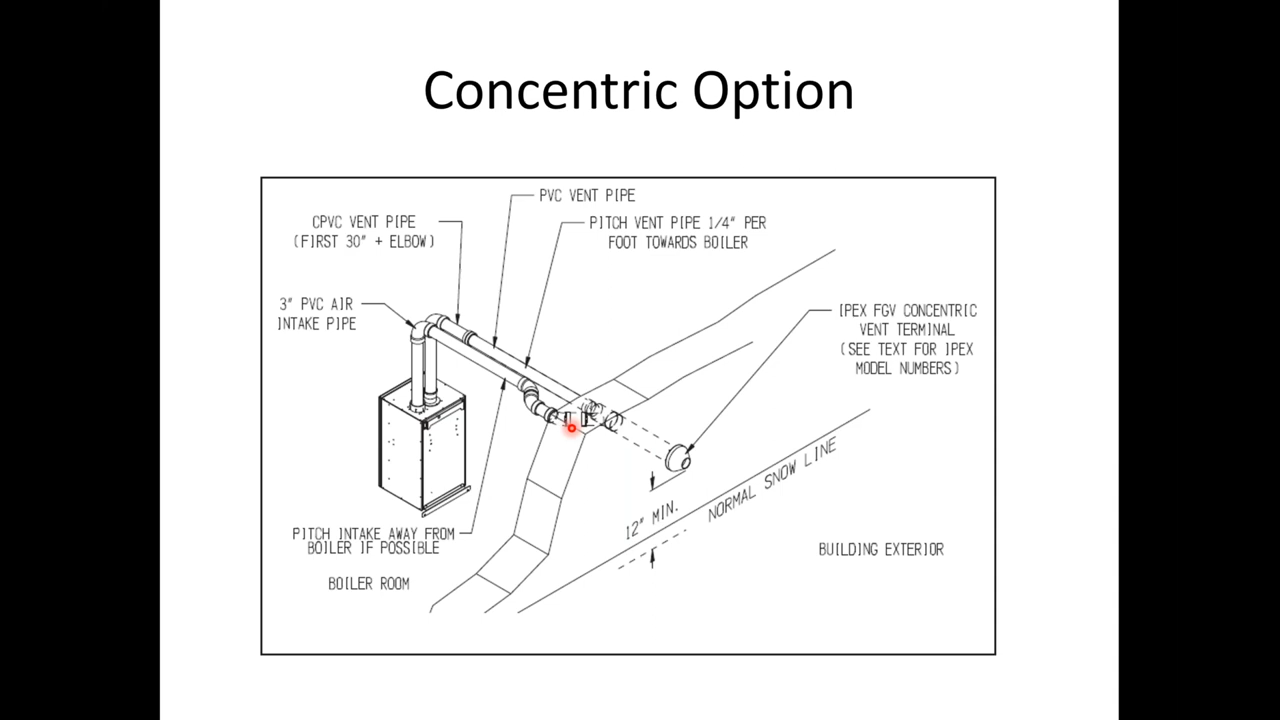 Concentric Option
PVC VENT PIPE
CPVC VENT PIPE
(FIRST 30" + ELBOW)
PITCH VENT PIPE 1/4" PER
FOOT TOWARDS BOILER
3" PVC AIR
INTAKE PIPE
IPEX FGV CONCENTRIC
VENT TERMINAL
(SEE TEXT FOR IPEX
MODEL NUMBERS)
12" MIN.
NORMAL SNOW LINE
PITCH INTAKE AWAY FROM
BOILER IF POSSIBLE
BUILDING EXTERIOR
BOILER ROOM